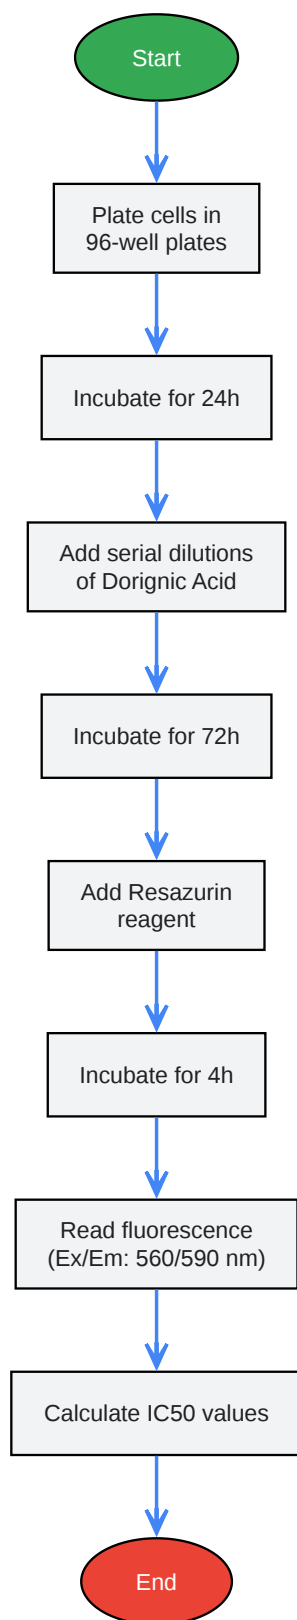 Start
Plate cells in
96-well plates
Incubate for 24h
Add serial dilutions
of Dorignic Acid
Incubate for 72h
Add Resazurin
reagent
Incubate for 4h
Read fluorescence
(Ex/Em: 560/590 nm)
Calculate IC50 values
End